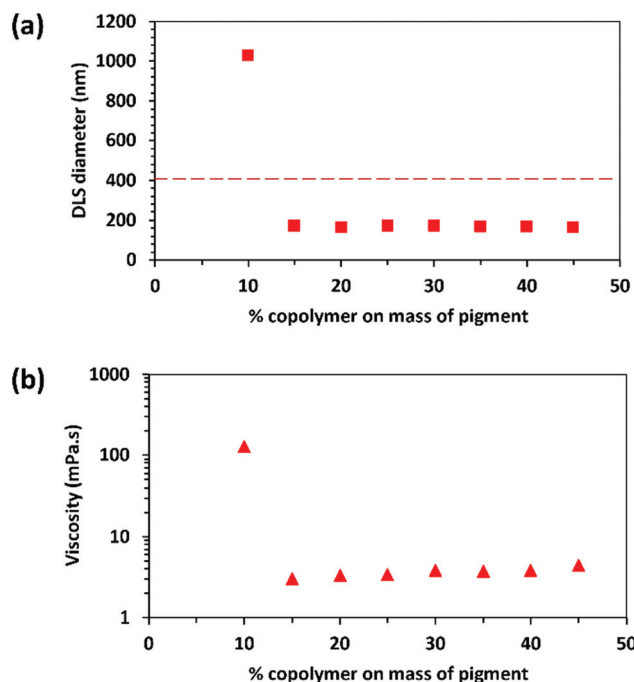 (a)
1200
1000
800
600
400
200
0
DLS diameter (nm)
0 10 20 30 40 50
% copolymer on mass of pigment
(b)
1000
100
10
1
Viscosity (mPa.s)
0 10 20 30 40 50
% copolymer on mass of pigment